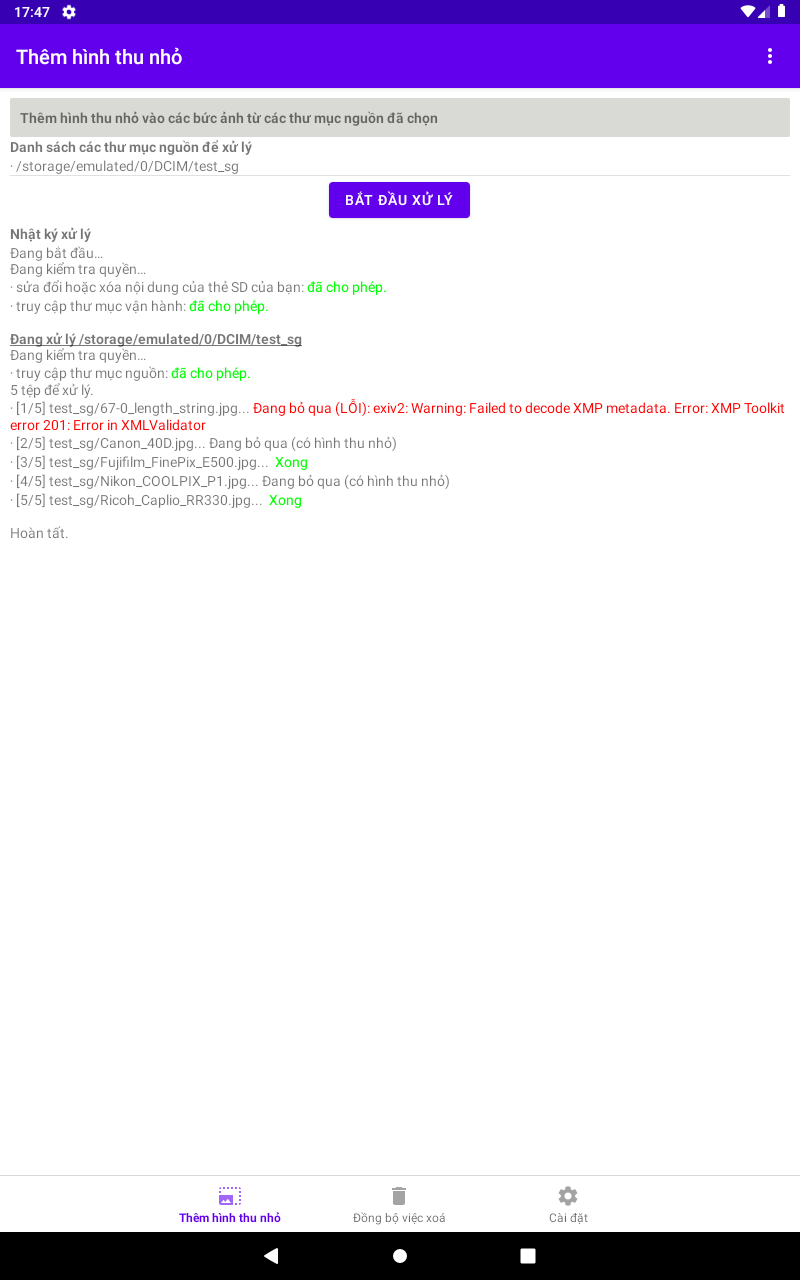 17:47
Thêm hình thu nhỏ
Thêm hình thu nhỏ vào các bức ảnh từ các thư mục nguồn đã chọn
Danh sách các thư mục nguồn để xử lý
· /storage/emulated/0/DCIM/test_sg
BẮT ĐẦU XỬ LÝ
Nhật ký xử lý
Đang bắt đầu...
Đang kiểm tra quyền...
· sửa đổi hoặc xóa nội dung của thẻ SD của bạn: đã cho phép.
· truy cập thư mục vận hành: đã cho phép.
Đang xử lý /storage/emulated/0/DCIM/test_sg
Đang kiểm tra quyền...
· truy cập thư mục nguồn: đã cho phép.
5 tệp để xử lý.
· [1/5] test_sg/67-0_length_string.jpg... Đang bỏ qua (LỖI): exiv2: Warning: Failed to decode XMP metadata. Error: XMP Toolkit
error 201: Error in XMLValidator
· [2/5] test_sg/Canon_40D.jpg... Đang bỏ qua (có hình thu nhỏ)
· [3/5] test_sg/Fujifilm_FinePix_E500.jpg... Xong
· [4/5] test_sg/Nikon_COOLPIX_P1.jpg... Đang bỏ qua (có hình thu nhỏ)
· [5/5] test_sg/Ricoh_Caplio_RR330.jpg... Xong
Hoàn tất.
Thêm hình thu nhỏ
Đồng bộ việc xoá
Cài đặt